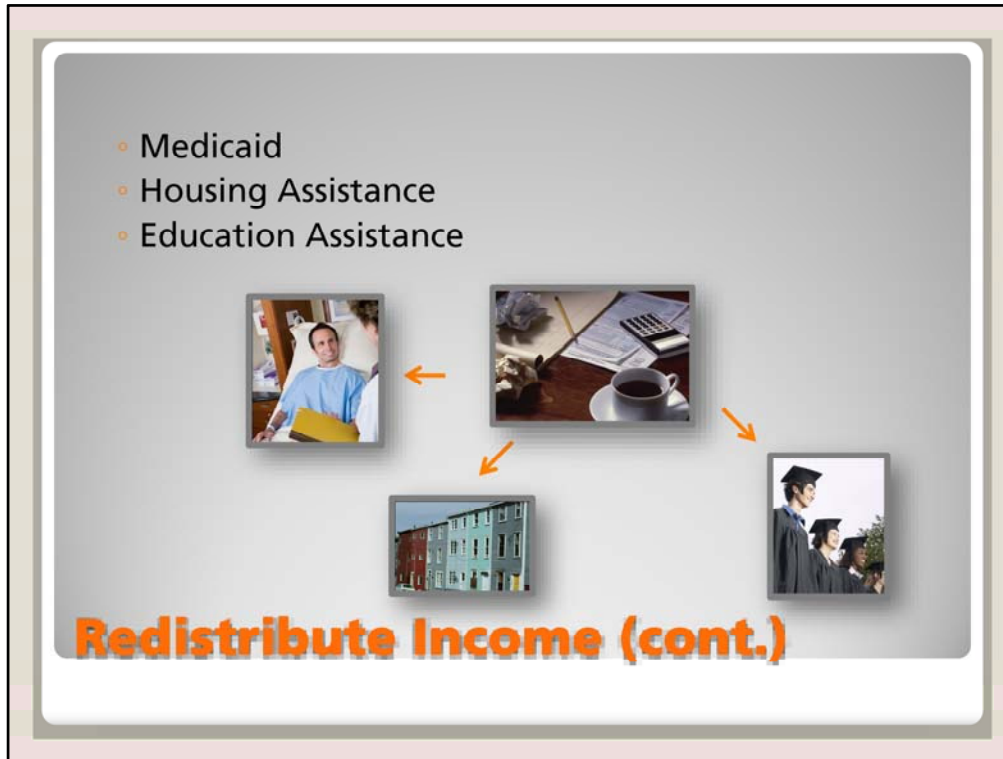 Medicaid
Housing Assistance
Education Assistance
Redistribute Income (cont.)